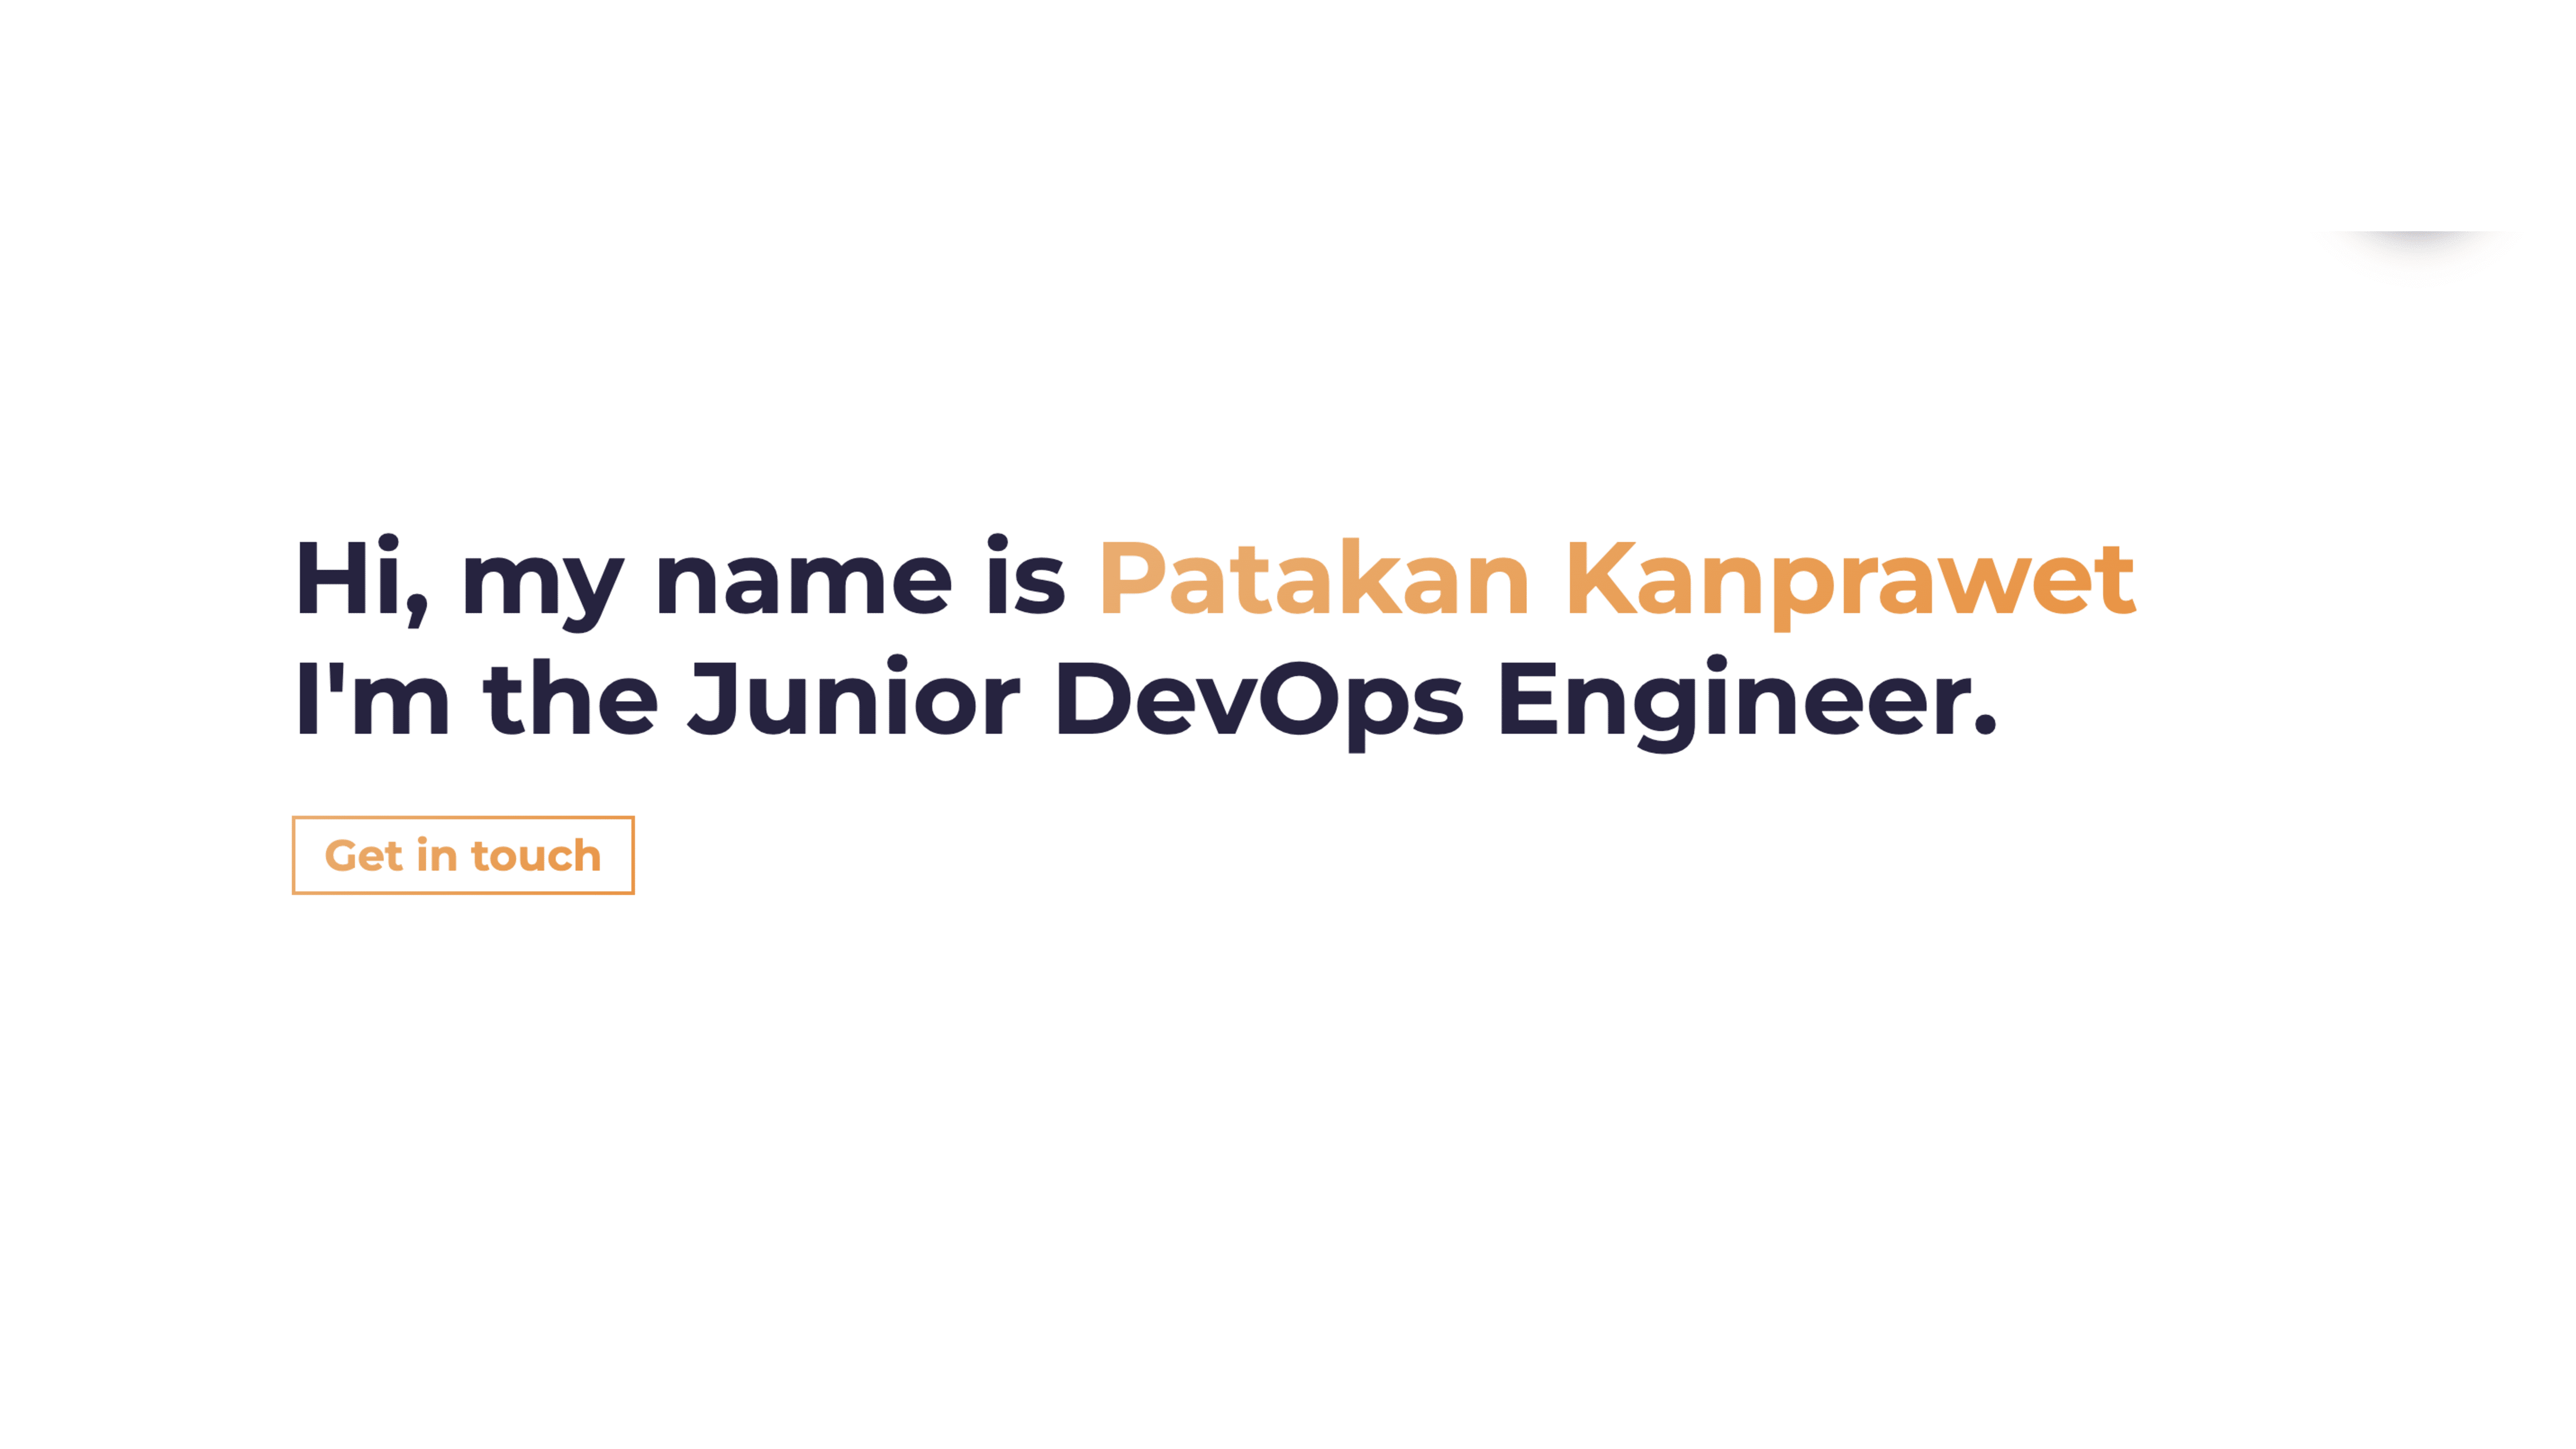 Hi, my name is Patakan Kanprawet
I'm the Junior DevOps Engineer.
Get in touch